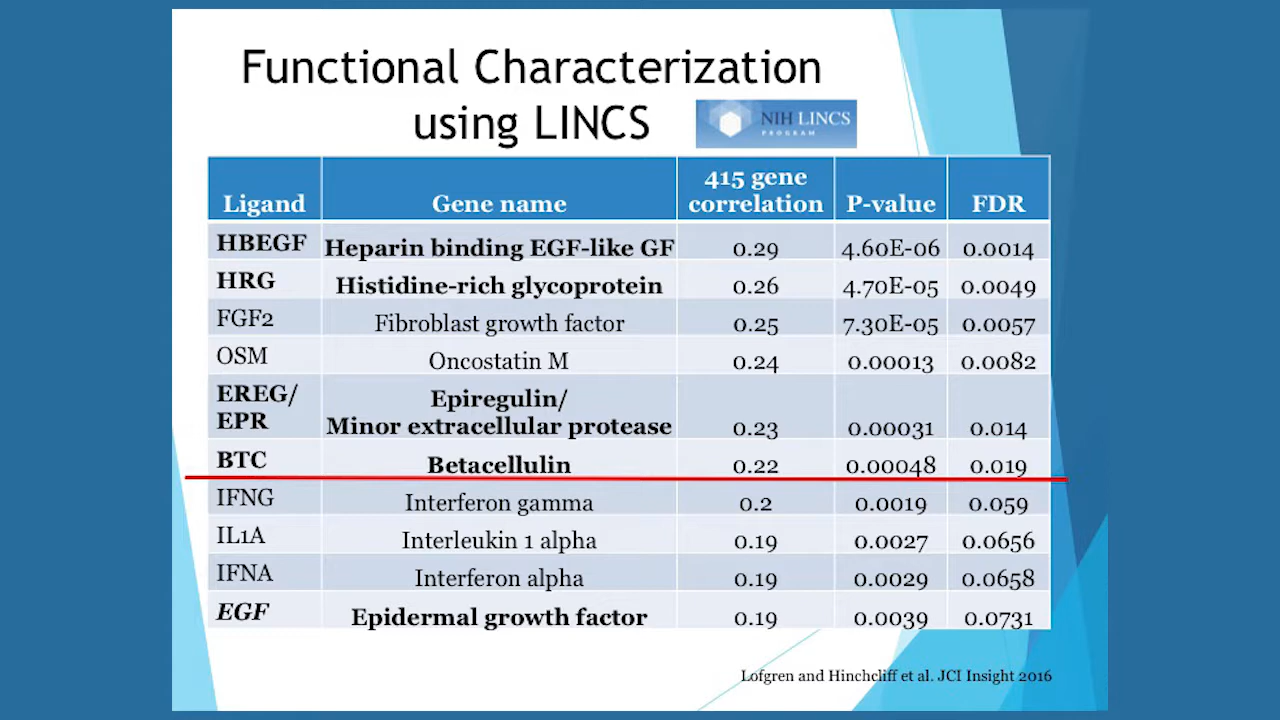 Functional Characterization
using LINCS
NIH LINCS
PROGRAM
Ligand Gene name 415 gene correlation P-value FDR
HBEGF Heparin binding EGF-like GF 0.29 4.60E-06 0.0014
HRG Histidine-rich glycoprotein 0.26 4.70E-05 0.0049
FGF2 Fibroblast growth factor 0.25 7.30E-05 0.0057
OSM Oncostatin M 0.24 0.00013 0.0082
EREG/ EPR Epiregulin/ Minor extracellular protease 0.23 0.00031 0.014
BTC Betacellulin 0.22 0.00048 0.019
IFNG Interferon gamma 0.2 0.0019 0.059
IL1A Interleukin 1 alpha 0.19 0.0027 0.0656
IFNA Interferon alpha 0.19 0.0029 0.0658
EGF Epidermal growth factor 0.19 0.0039 0.0731
Lofgren and Hinchcliff et al. JCI Insight 2016